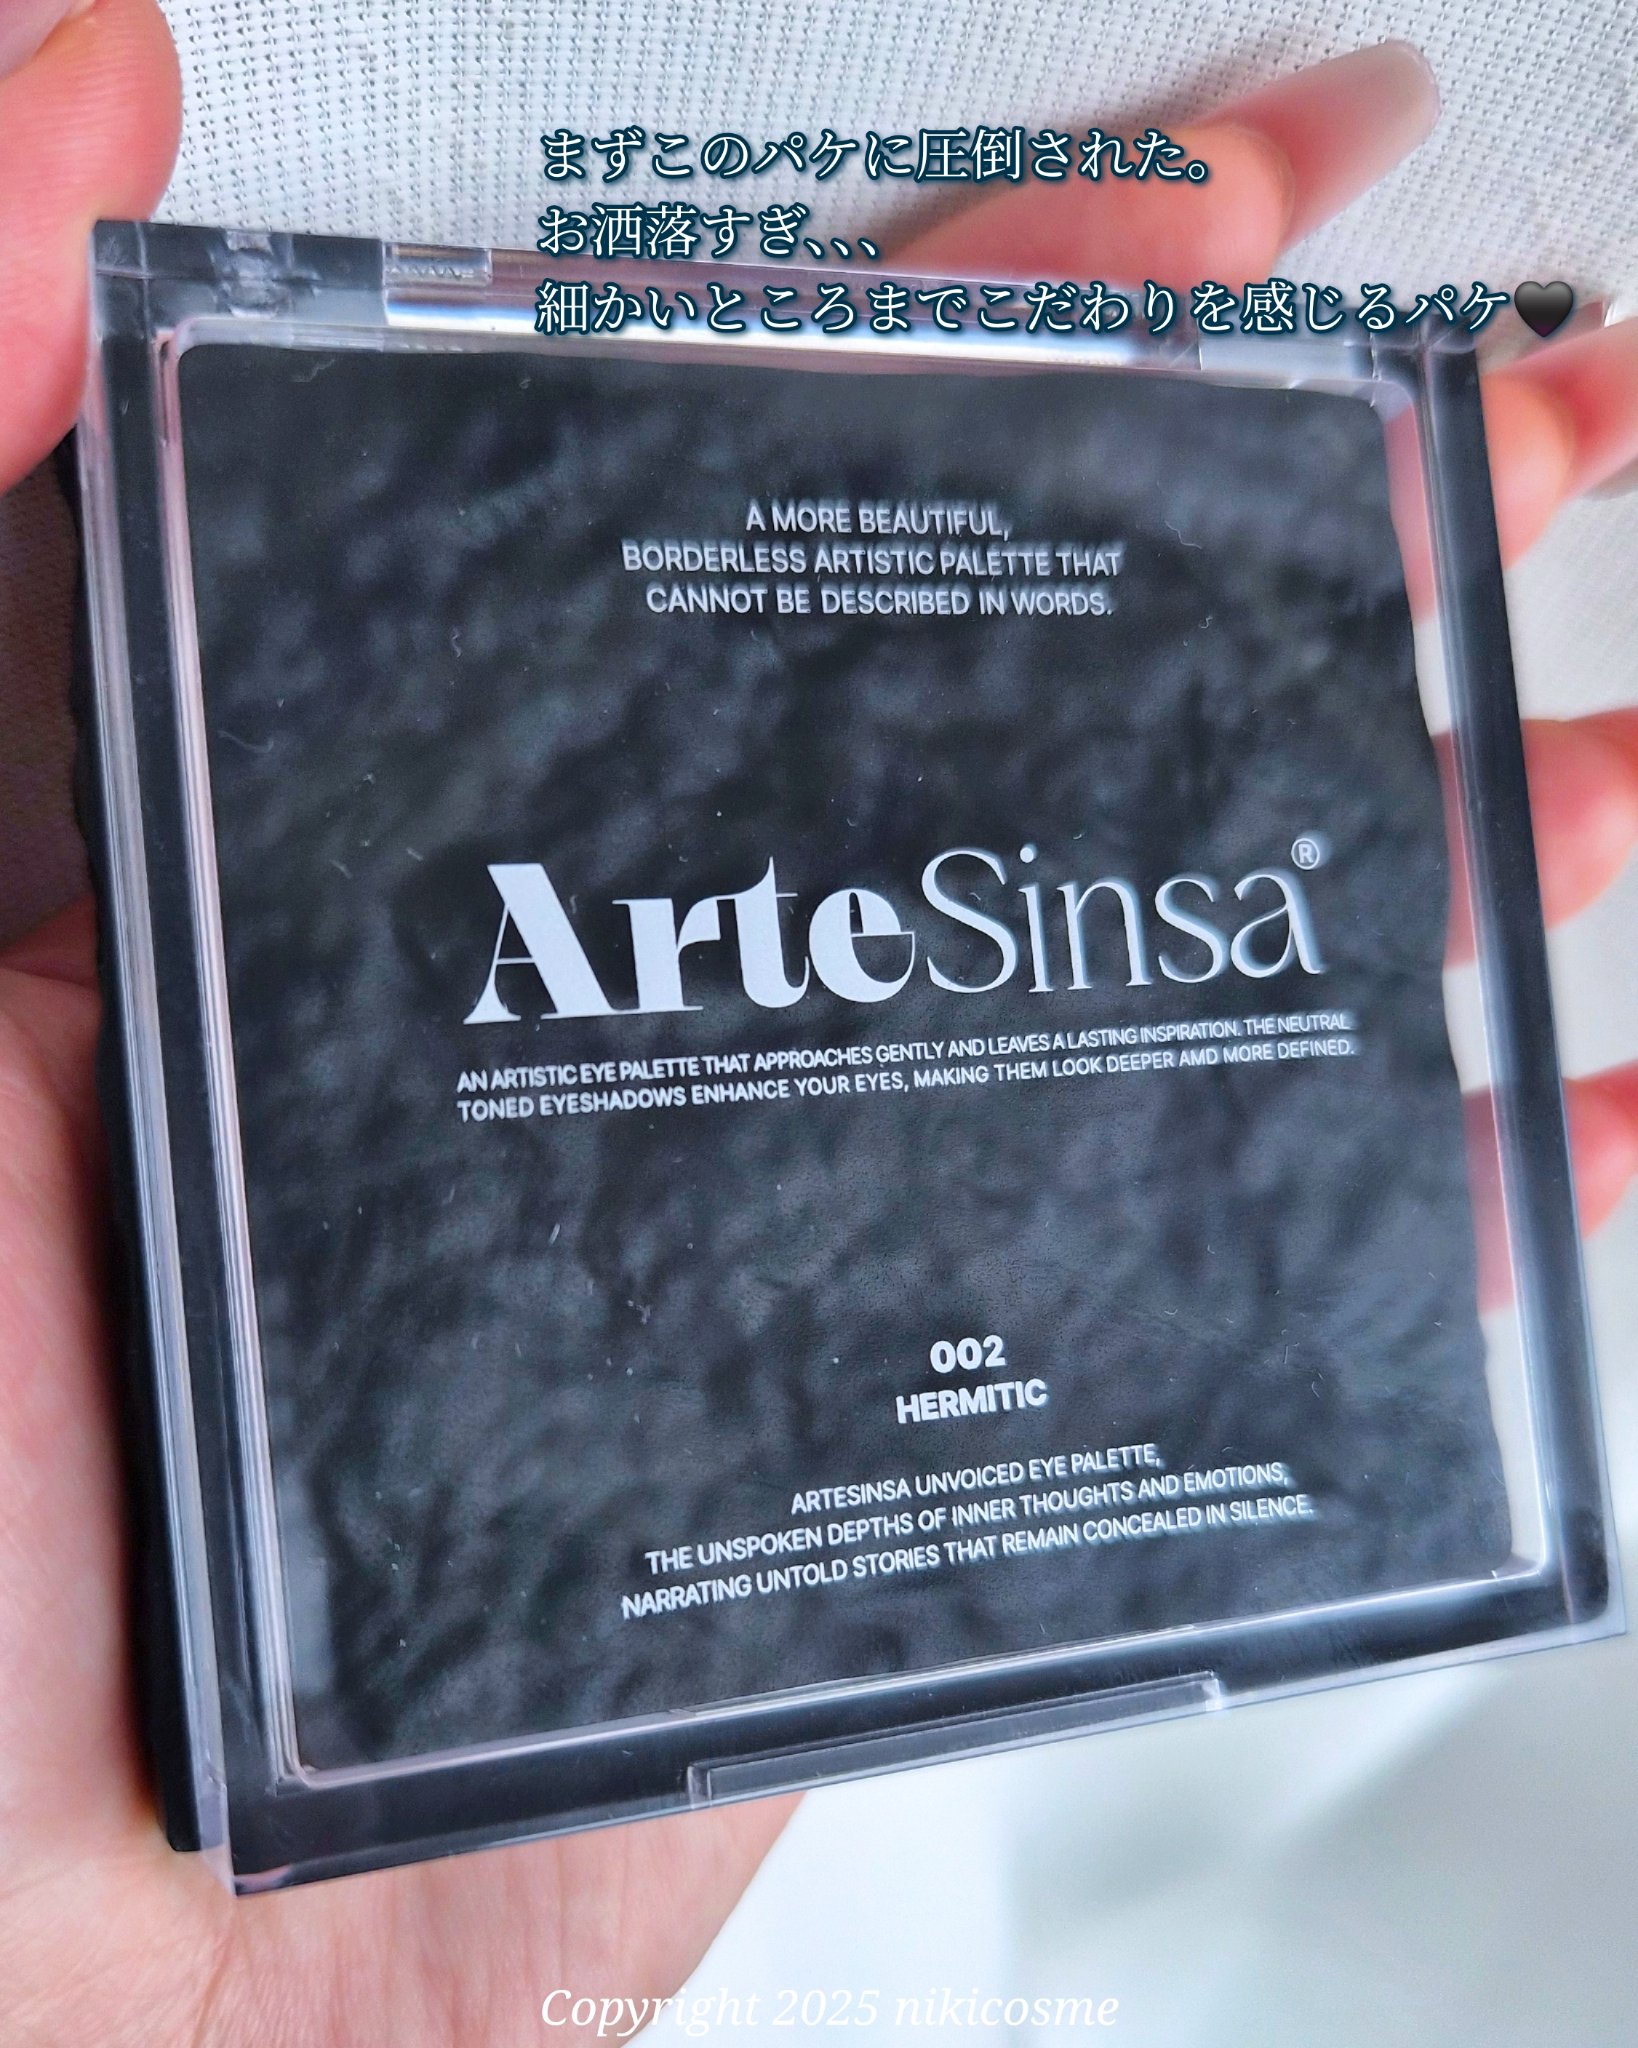 まずこのパケに圧倒された。
お洒落すぎ、、、
細かいところまでこだわりを感じるパケ🖤
A MORE BEAUTIFUL,
BORDERLESS ARTISTIC PALETTE THAT
CANNOT BE DESCRIBED IN WORDS.
ArteSinsa®
AN ARTISTIC EYE PALETTE THAT APPROACHES GENTLY AND LEAVES A LASTING INSPIRATION. THE NEUTRAL
TONED EYESHADOWS ENHANCE YOUR EYES, MAKING THEM LOOK DEEPER AMD MORE DEFINED.
002
HERMITIC
ARTESINSA UNVOICED EYE PALETTE,
THE UNSPOKEN DEPTHS OF INNER THOUGHTS AND EMOTIONS,
NARRATING UNTOLD STORIES THAT REMAIN CONCEALED IN SILENCE.
Copyright 2025 nikicosme